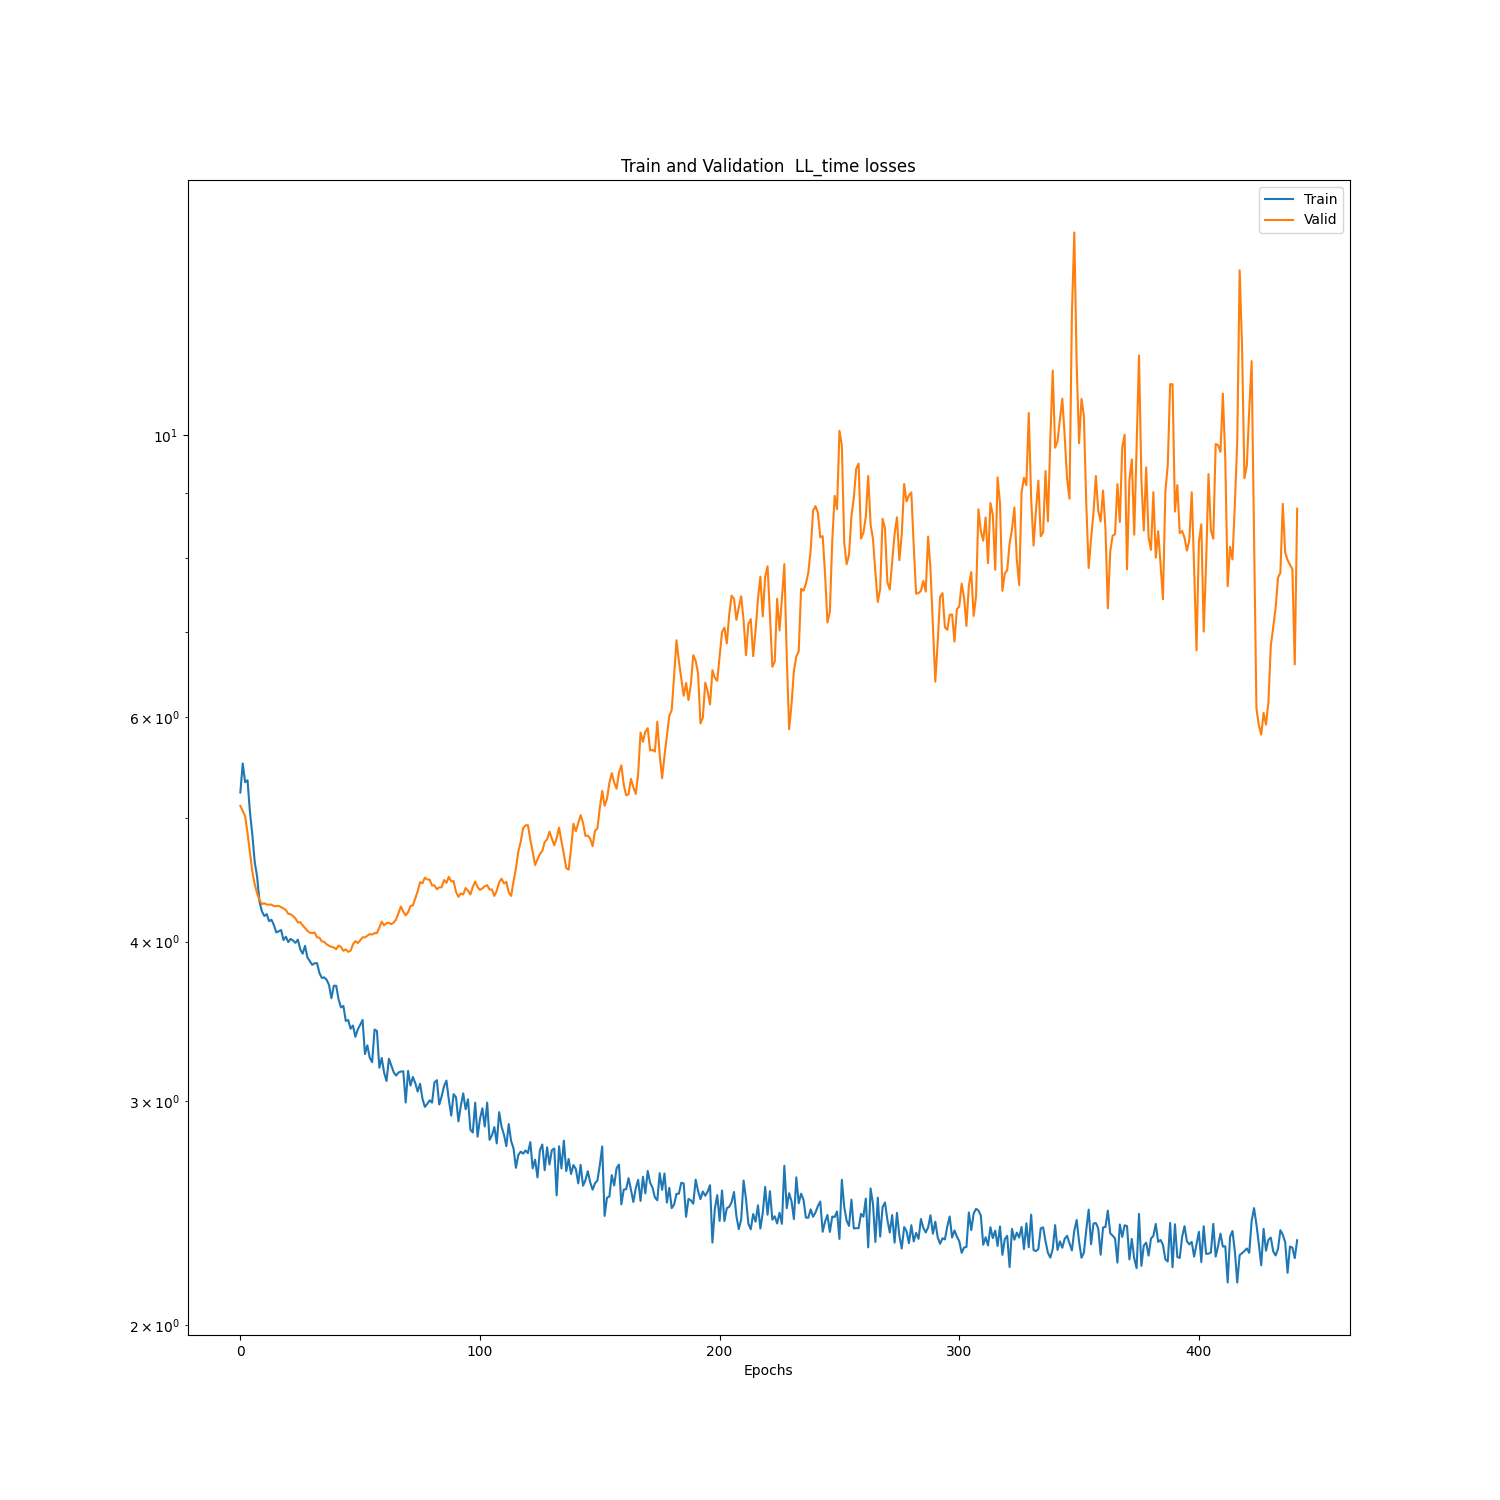 Train and Validation  LL_time losses
Train
Valid
10¹
6 × 10⁰
4 × 10⁰
3 × 10⁰
2 × 10⁰
0
100
200
300
400
Epochs